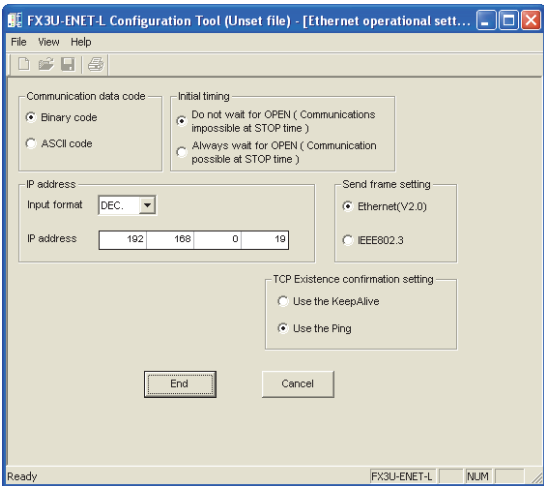 FX3U-ENET-L Configuration Tool (Unset file) - [Ethernet operational sett...
File View Help
Communication data code
Binary code
ASCII code
Initial timing
Do not wait for OPEN ( Communications
impossible at STOP time )
Always wait for OPEN ( Communication
possible at STOP time )
IP address
Input format DEC.
IP address 192 168 0 19
Send frame setting
Ethernet(V2.0)
IEEE802.3
TCP Existence confirmation setting
Use the KeepAlive
Use the Ping
End Cancel
Ready FX3U-ENET-L NUM